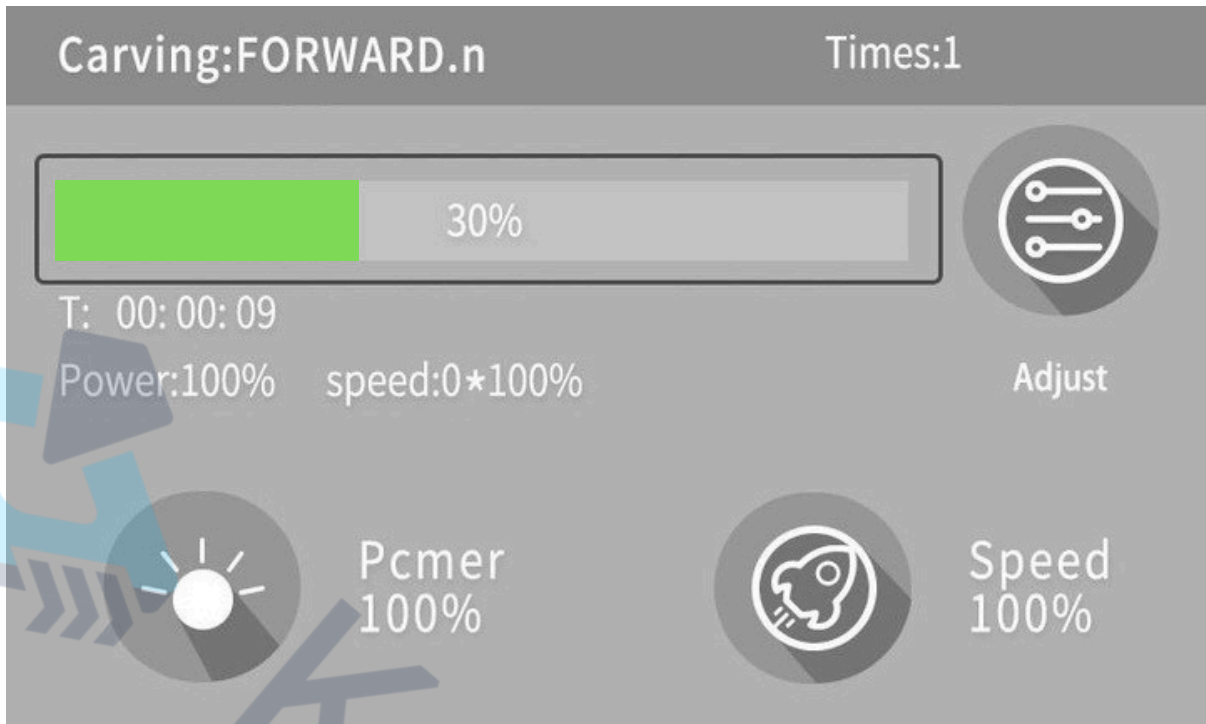 Carving:FORWARD.n Times:1
30%
T: 00: 00: 09
Power:100% speed:0*100%
Adjust
Pcmer
100%
Speed
100%
K